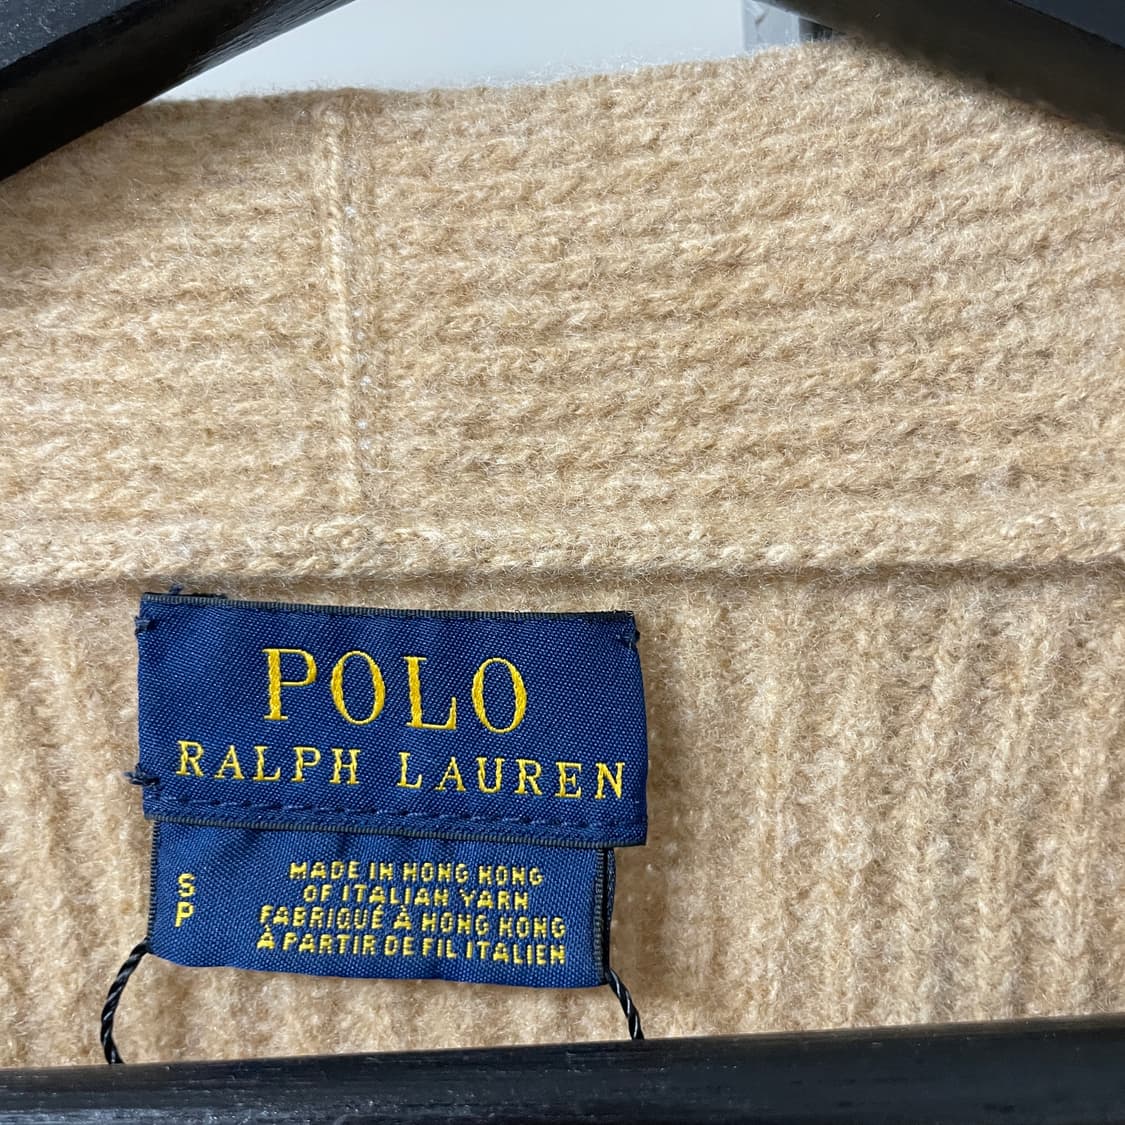 POLO
RALPH LAUREN
S
P
MADE IN HONG KONG
OF ITALIAN YARN
FABRIQUÉ À HONG KONG
À PARTIR DE FIL ITALIEN